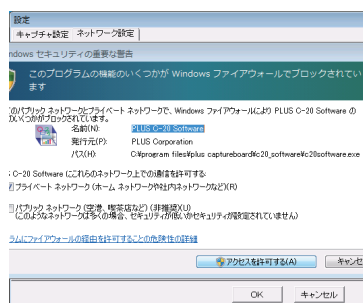 設定
キャプチャ設定 ネットワーク設定
ndows セキュリティの重要な警告
このプログラムの機能のいくつかが Windows ファイアウォールでブロックされてい
ます
のパブリック ネットワークとプライベート ネットワークで、Windows ファイアウォールにより PLUS C-20 Software の
いくつかがブロックされています。
名前(N): PLUS C-20 Software
発行元(P): PLUS Corporation
パス(H): C:¥program files¥plus captureboard¥c20_software¥c20software.exe
C-20 Software にこれらのネットワーク上での通信を許可する:
プライベート ネットワーク (ホーム ネットワークや社内ネットワークなど)(R)
パブリック ネットワーク (空港、喫茶店など) (非推奨)(U)
(このようなネットワークは多くの場合、セキュリティが低いかセキュリティが設定されていません)
ラムにファイアウォールの経由を許可することの危険性の詳細
アクセスを許可する(A) キャンセ
OK キャンセル